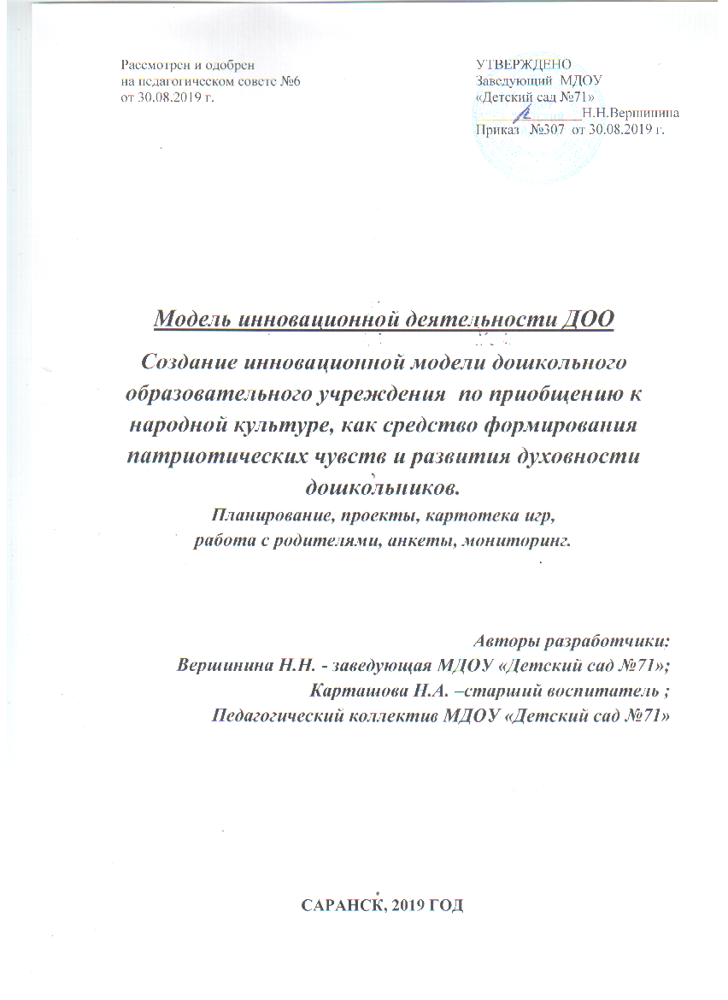 Рассмотрен и одобрен
на педагогическом совете №6
от 30.08.2019 г.
УТВЕРЖДЕНО
Заведующий МДОУ
«Детский сад №71»
_______________Н.Н.Вершинина
Приказ №307 от 30.08.2019 г.
Модель инновационной деятельности ДОО
Создание инновационной модели дошкольного
образовательного учреждения по приобщению к
народной культуре, как средство формирования
патриотических чувств и развития духовности
дошкольников.
Планирование, проекты, картотека игр,
работа с родителями, анкеты, мониторинг.
Авторы разработчики:
Вершинина Н.Н. - заведующая МДОУ «Детский сад №71»;
Карташова Н.А. –старший воспитатель ;
Педагогический коллектив МДОУ «Детский сад №71»
САРАНСК, 2019 ГОД